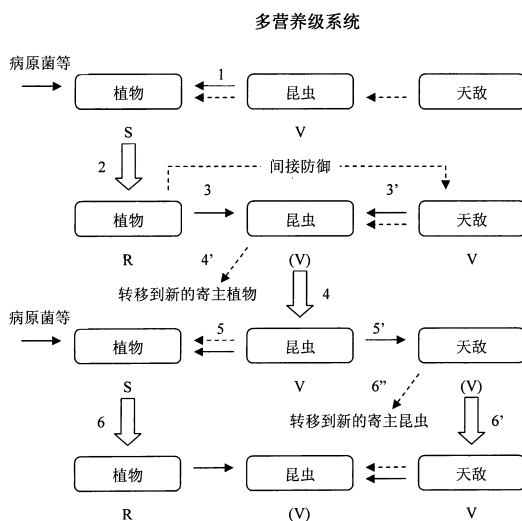 多营养级系统
病原菌等
1
植物
昆虫
天敌
S
V
2
间接防御
3
3’
植物
昆虫
天敌
R
4’
(V)
V
转移到新的寄主植物
4
病原菌等
5
5’
植物
昆虫
天敌
S
V
6”
(V)
6
转移到新的寄主昆虫
6’
植物
昆虫
天敌
R
(V)
V